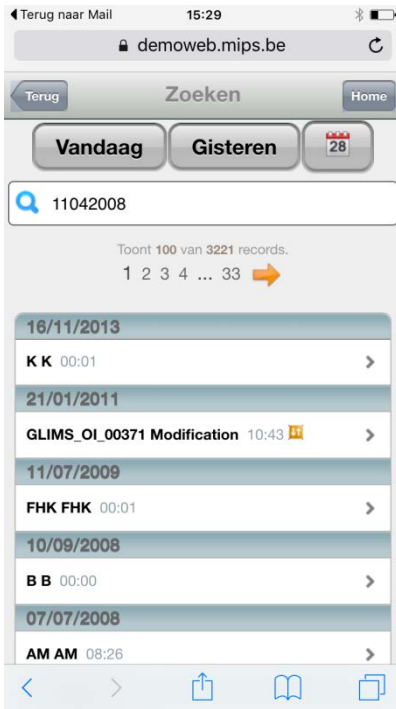 Terug naar Mail 15:29
demoweb.mips.be
Terug Zoeken Home
Vandaag Gisteren 28
11042008
Toont 100 van 3221 records.
1 2 3 4 ... 33
16/11/2013
K K 00:01
21/01/2011
GLIMS_OI_00371 Modification 10:43
11/07/2009
FHK FHK 00:01
10/09/2008
B B 00:00
07/07/2008
AM AM 08:26